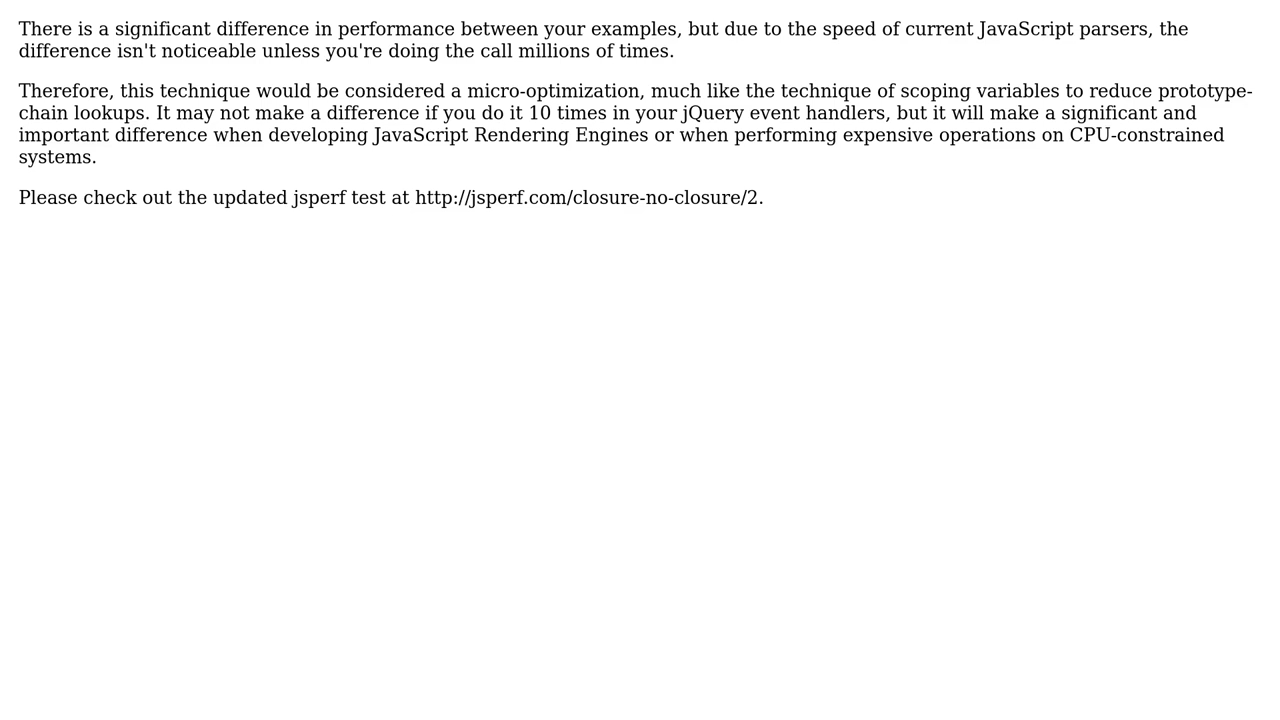 There is a significant difference in performance between your examples, but due to the speed of current JavaScript parsers, the
difference isn't noticeable unless you're doing the call millions of times.
Therefore, this technique would be considered a micro-optimization, much like the technique of scoping variables to reduce prototype-
chain lookups. It may not make a difference if you do it 10 times in your jQuery event handlers, but it will make a significant and
important difference when developing JavaScript Rendering Engines or when performing expensive operations on CPU-constrained
systems.
Please check out the updated jsperf test at http://jsperf.com/closure-no-closure/2.